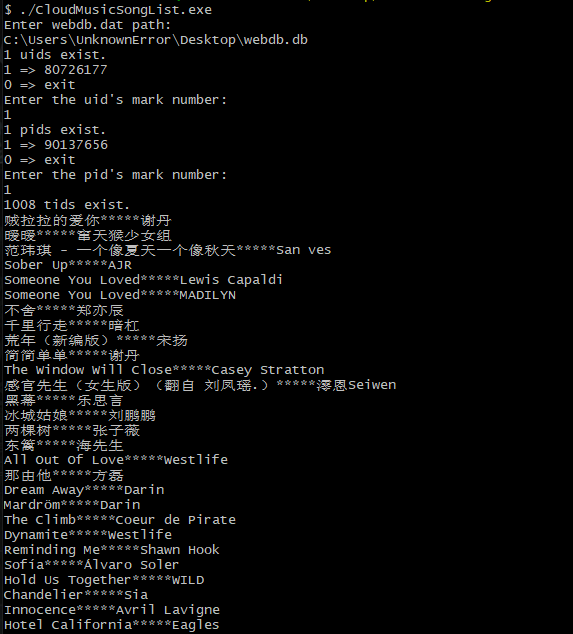 $ ./CloudMusicSongList.exe
Enter webdb.dat path:
C:\Users\UnknownError\Desktop\webdb.db
1 uids exist.
1 => 80726177
0 => exit
Enter the uid's mark number:
1
1 pids exist.
1 => 90137656
0 => exit
Enter the pid's mark number:
1
1008 tids exist.
贼拉拉的爱你*****谢丹
暧暧*****窜天猴少女组
范玮琪 - 一个像夏天一个像秋天*****San ves
Sober Up*****AJR
Someone You Loved*****Lewis Capaldi
Someone You Loved*****MADILYN
不舍*****郑亦辰
千里行走*****暗杠
荒年（新编版）*****宋扬
简简单单*****谢丹
The Window Will Close*****Casey Stratton
感官先生（女生版）（翻自 刘凤瑶.）*****澪恩Seiwen
黑幕*****乐思言
冰城姑娘*****刘鹏鹏
两棵树*****张子薇
东篱*****海先生
All Out Of Love*****Westlife
那由他*****方磊
Dream Away*****Darin
Mardröm*****Darin
The Climb*****Coeur de Pirate
Dynamite*****Westlife
Reminding Me*****Shawn Hook
Sofia*****Álvaro Soler
Hold Us Together*****WILD
Chandelier*****Sia
Innocence*****Avril Lavigne
Hotel California*****Eagles